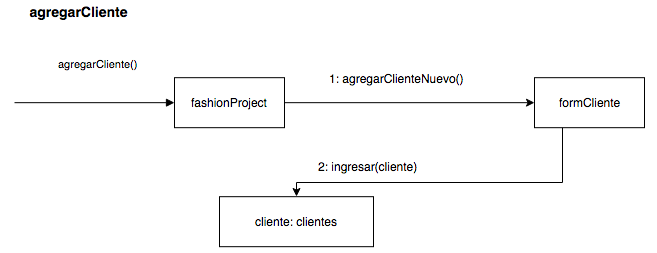 agregarCliente
agregarCliente()
1: agregarClienteNuevo()
fashionProject
formCliente
2: ingresar(cliente)
cliente: clientes